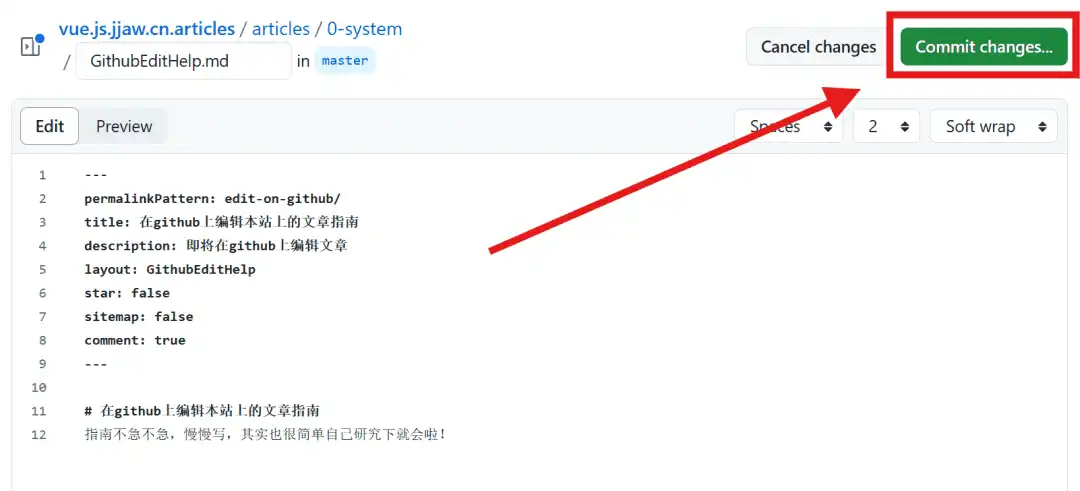 vue.js.jjaw.cn.articles / articles / 0-system
/ GithubEditHelp.md in master
Cancel changes
Commit changes...
Edit
Preview
Spaces
2
Soft wrap
1 ---
2 permalinkPattern: edit-on-github/
3 title: 在github上编辑本站上的文章指南
4 description: 即将在github上编辑文章
5 layout: GithubEditHelp
6 star: false
7 sitemap: false
8 comment: true
9 ---
10
11 # 在github上编辑本站上的文章指南
12 指南不急不急，慢慢写，其实也很简单自己研究下就会啦！